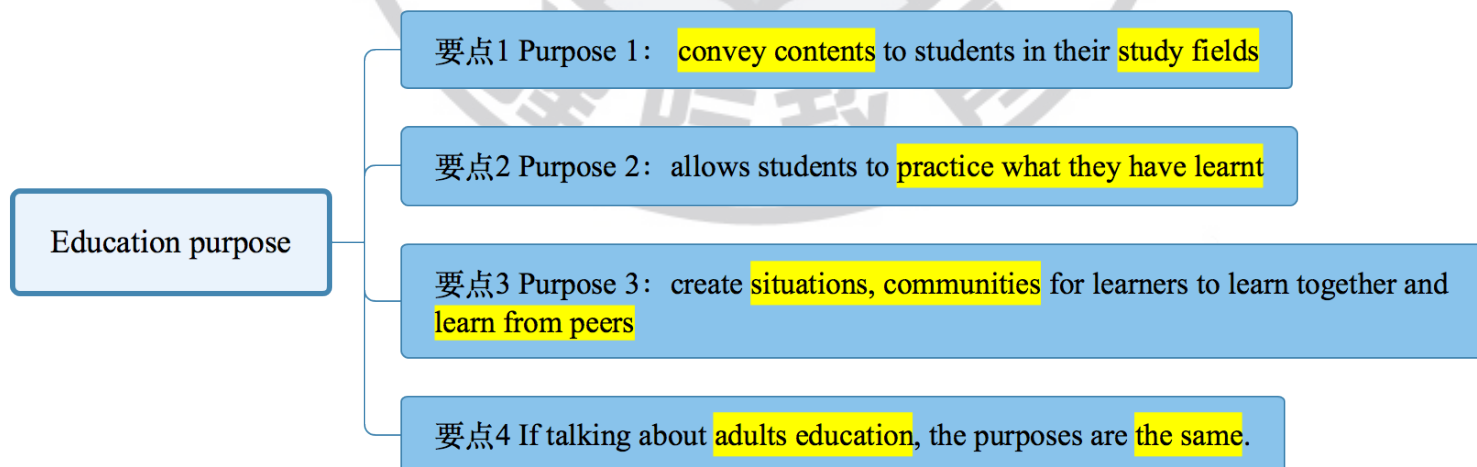 要点1 Purpose 1： convey contents to students in their study fields
要点2 Purpose 2：allows students to practice what they have learnt
Education purpose
要点3 Purpose 3：create situations, communities for learners to learn together and
learn from peers
要点4 If talking about adults education, the purposes are the same.